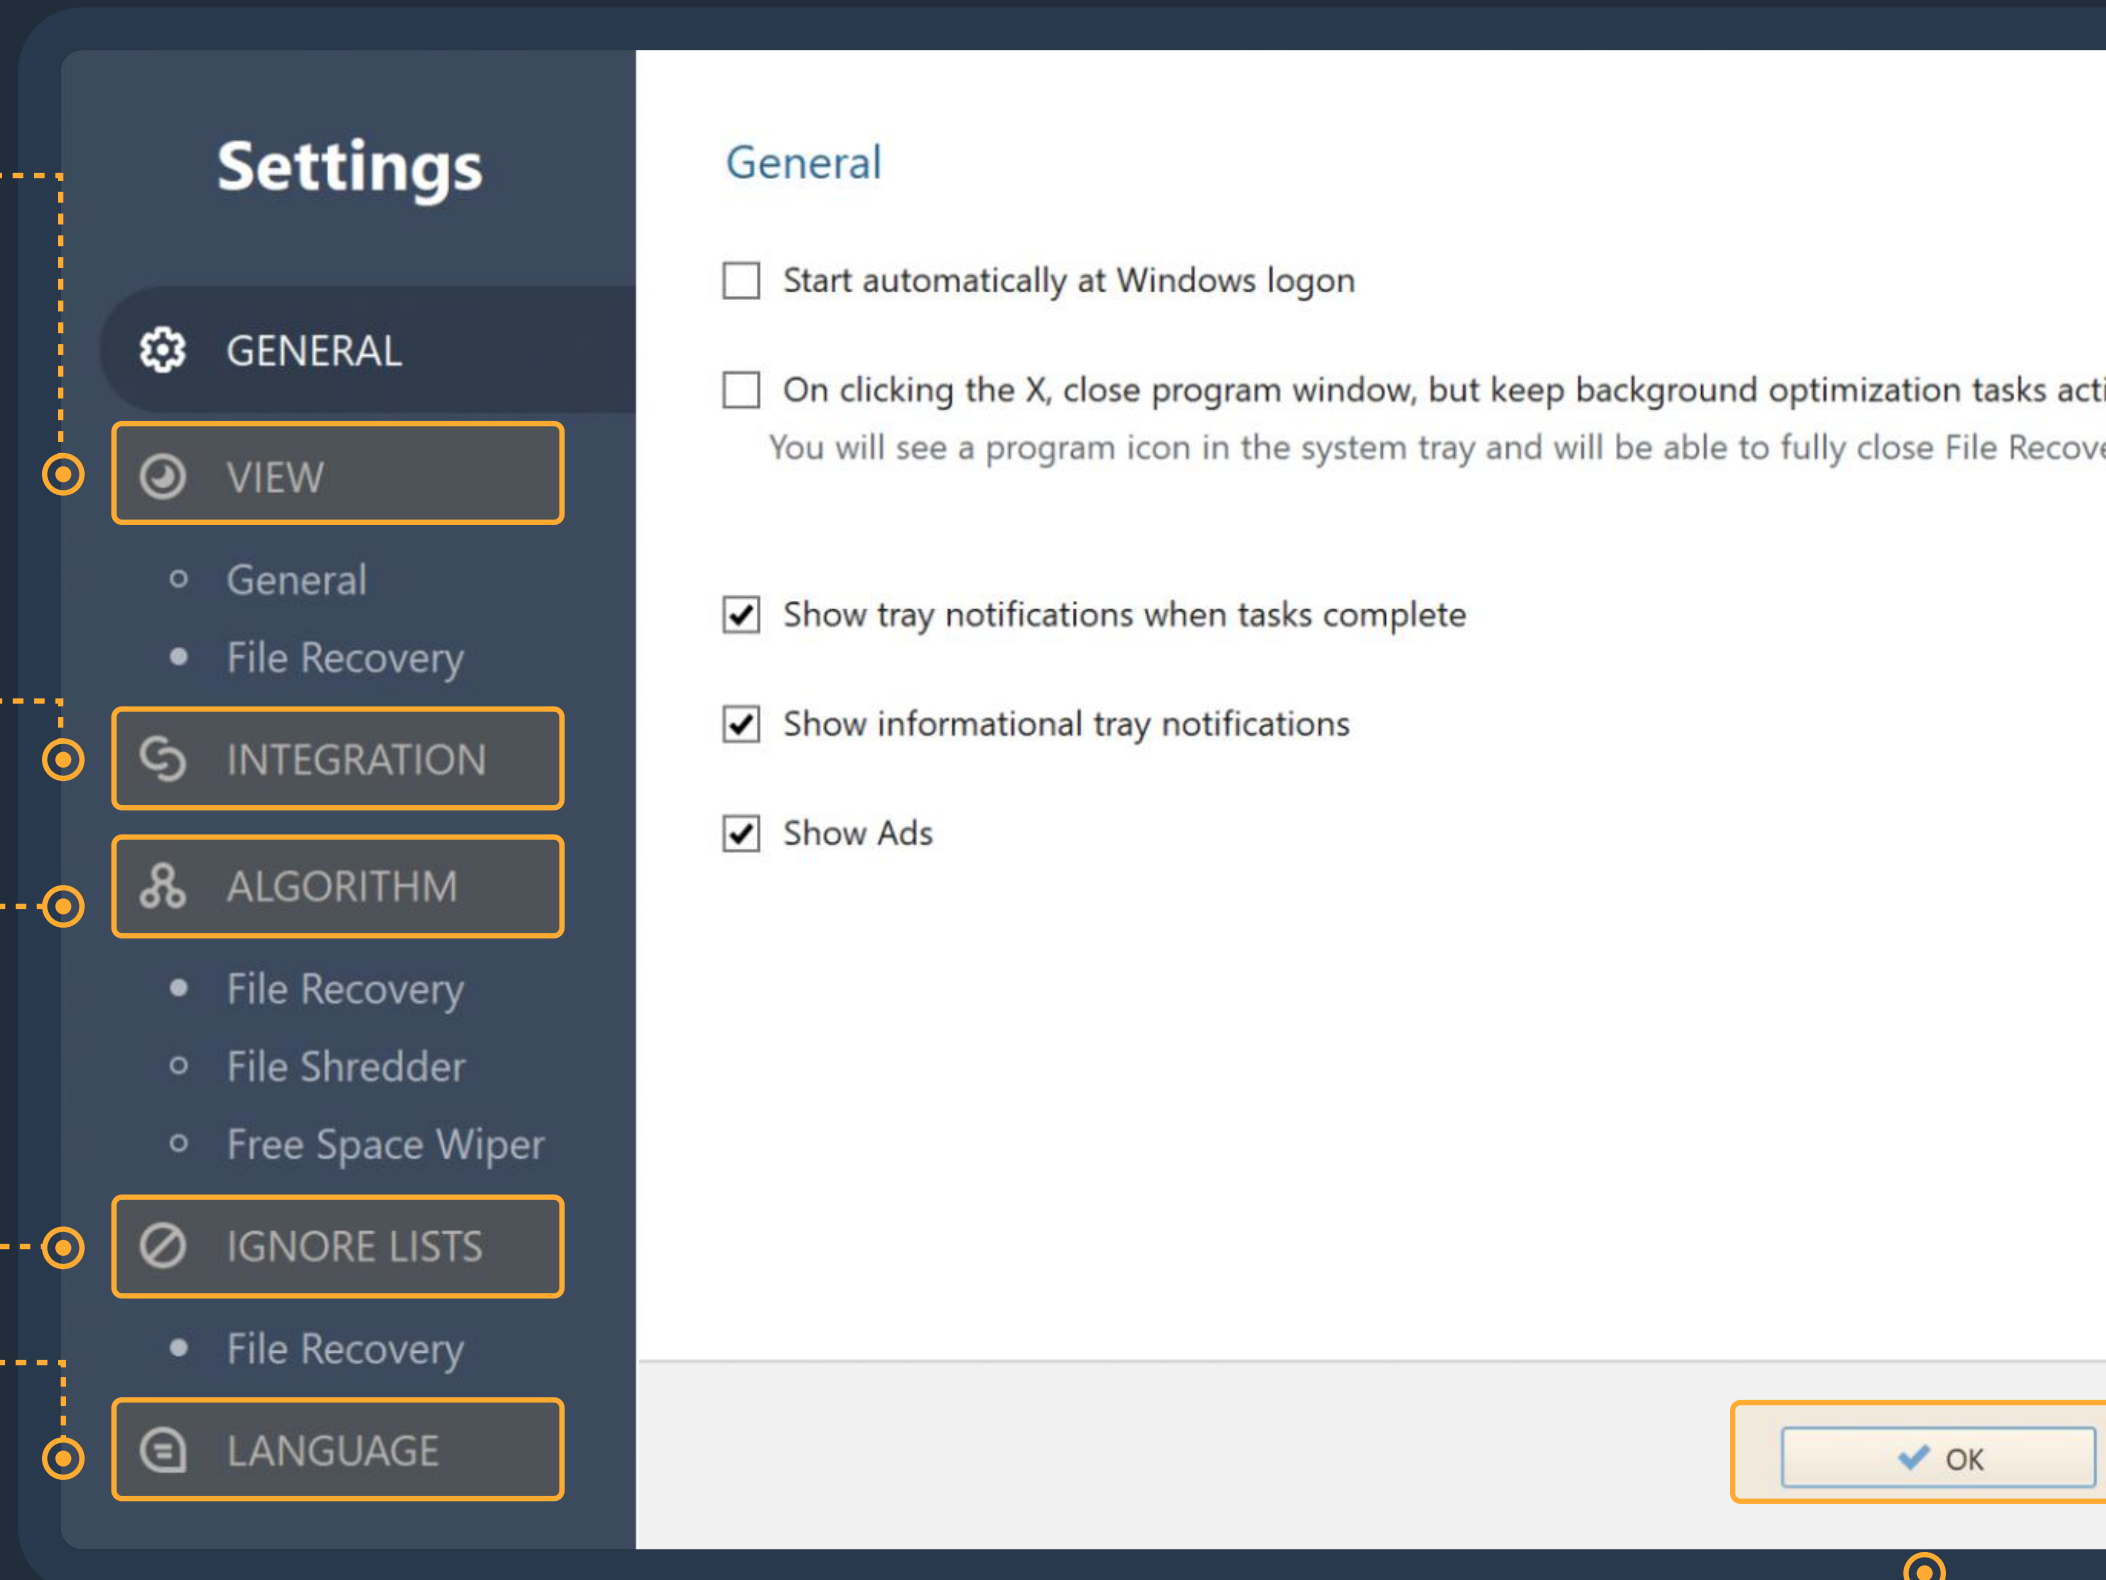 Settings
GENERAL
VIEW
General
File Recovery
INTEGRATION
ALGORITHM
File Recovery
File Shredder
Free Space Wiper
IGNORE LISTS
File Recovery
LANGUAGE
General
Start automatically at Windows logon
On clicking the X, close program window, but keep background optimization tasks
You will see a program icon in the system tray and will be able to fully close File
Show tray notifications when tasks complete
Show informational tray notifications
Show Ads
OK